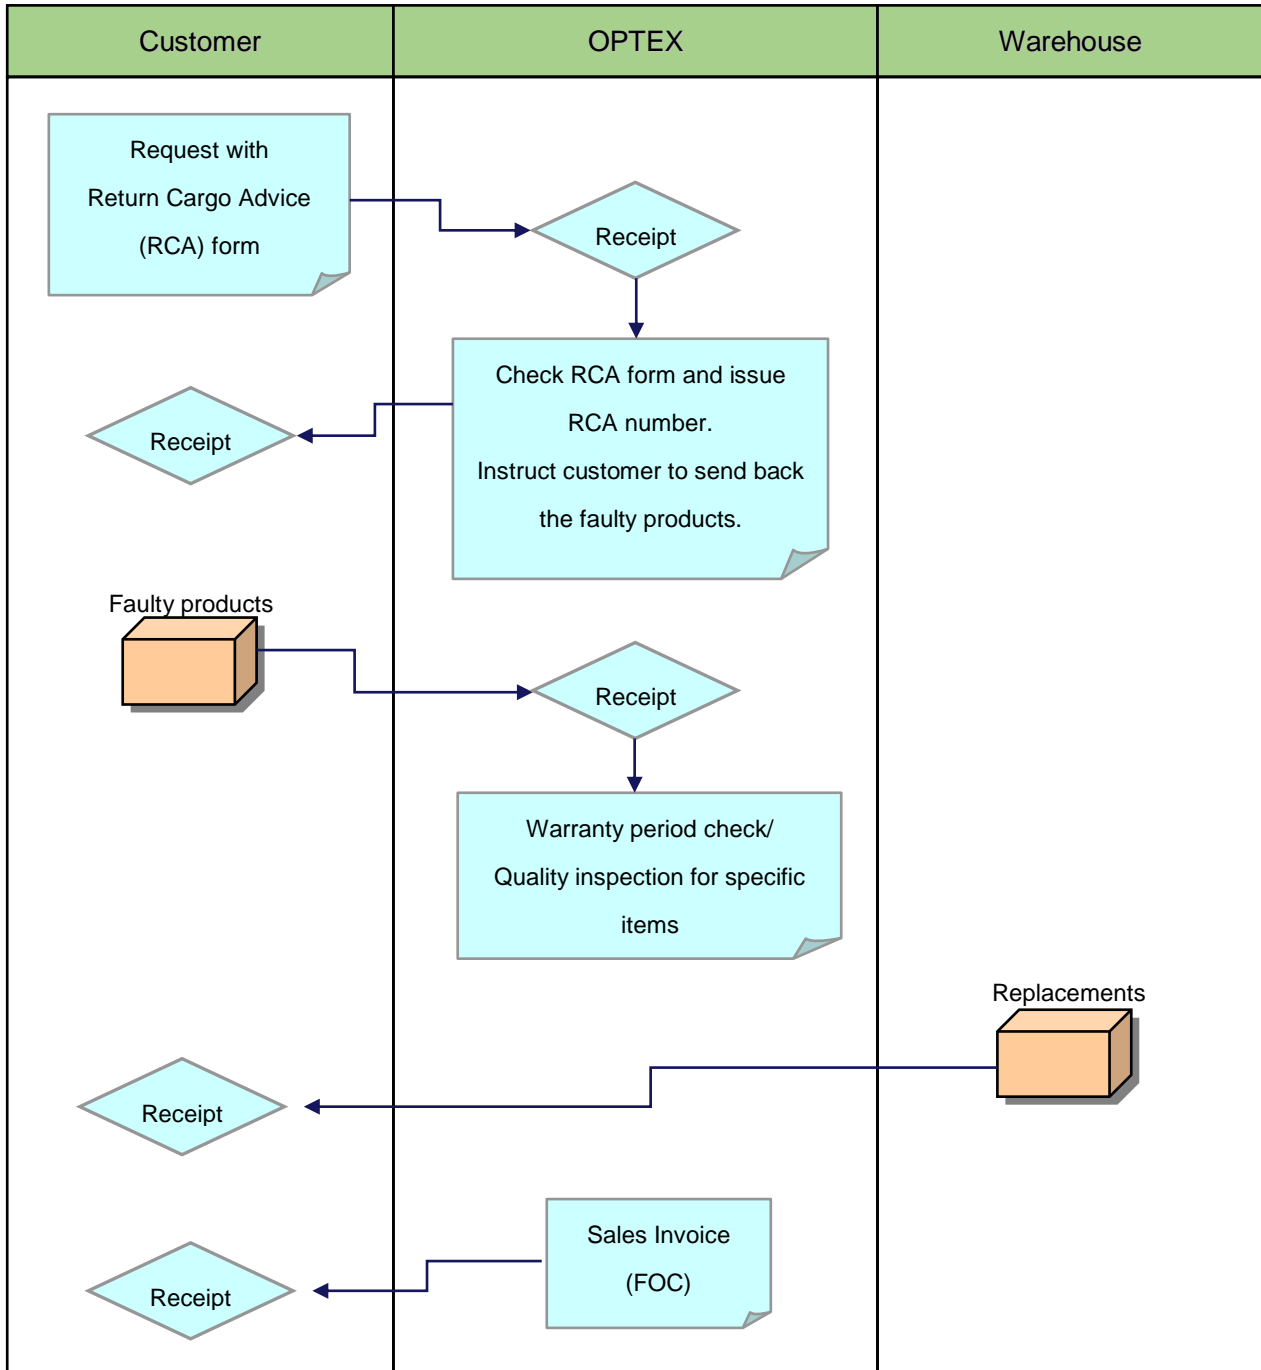 Customer
OPTEX
Warehouse
Request with
Return Cargo Advice
(RCA) form
Receipt
Check RCA form and issue
RCA number.
Instruct customer to send back
the faulty products.
Receipt
Faulty products
Receipt
Warranty period check/
Quality inspection for specific
items
Replacements
Receipt
Sales Invoice
(FOC)
Receipt